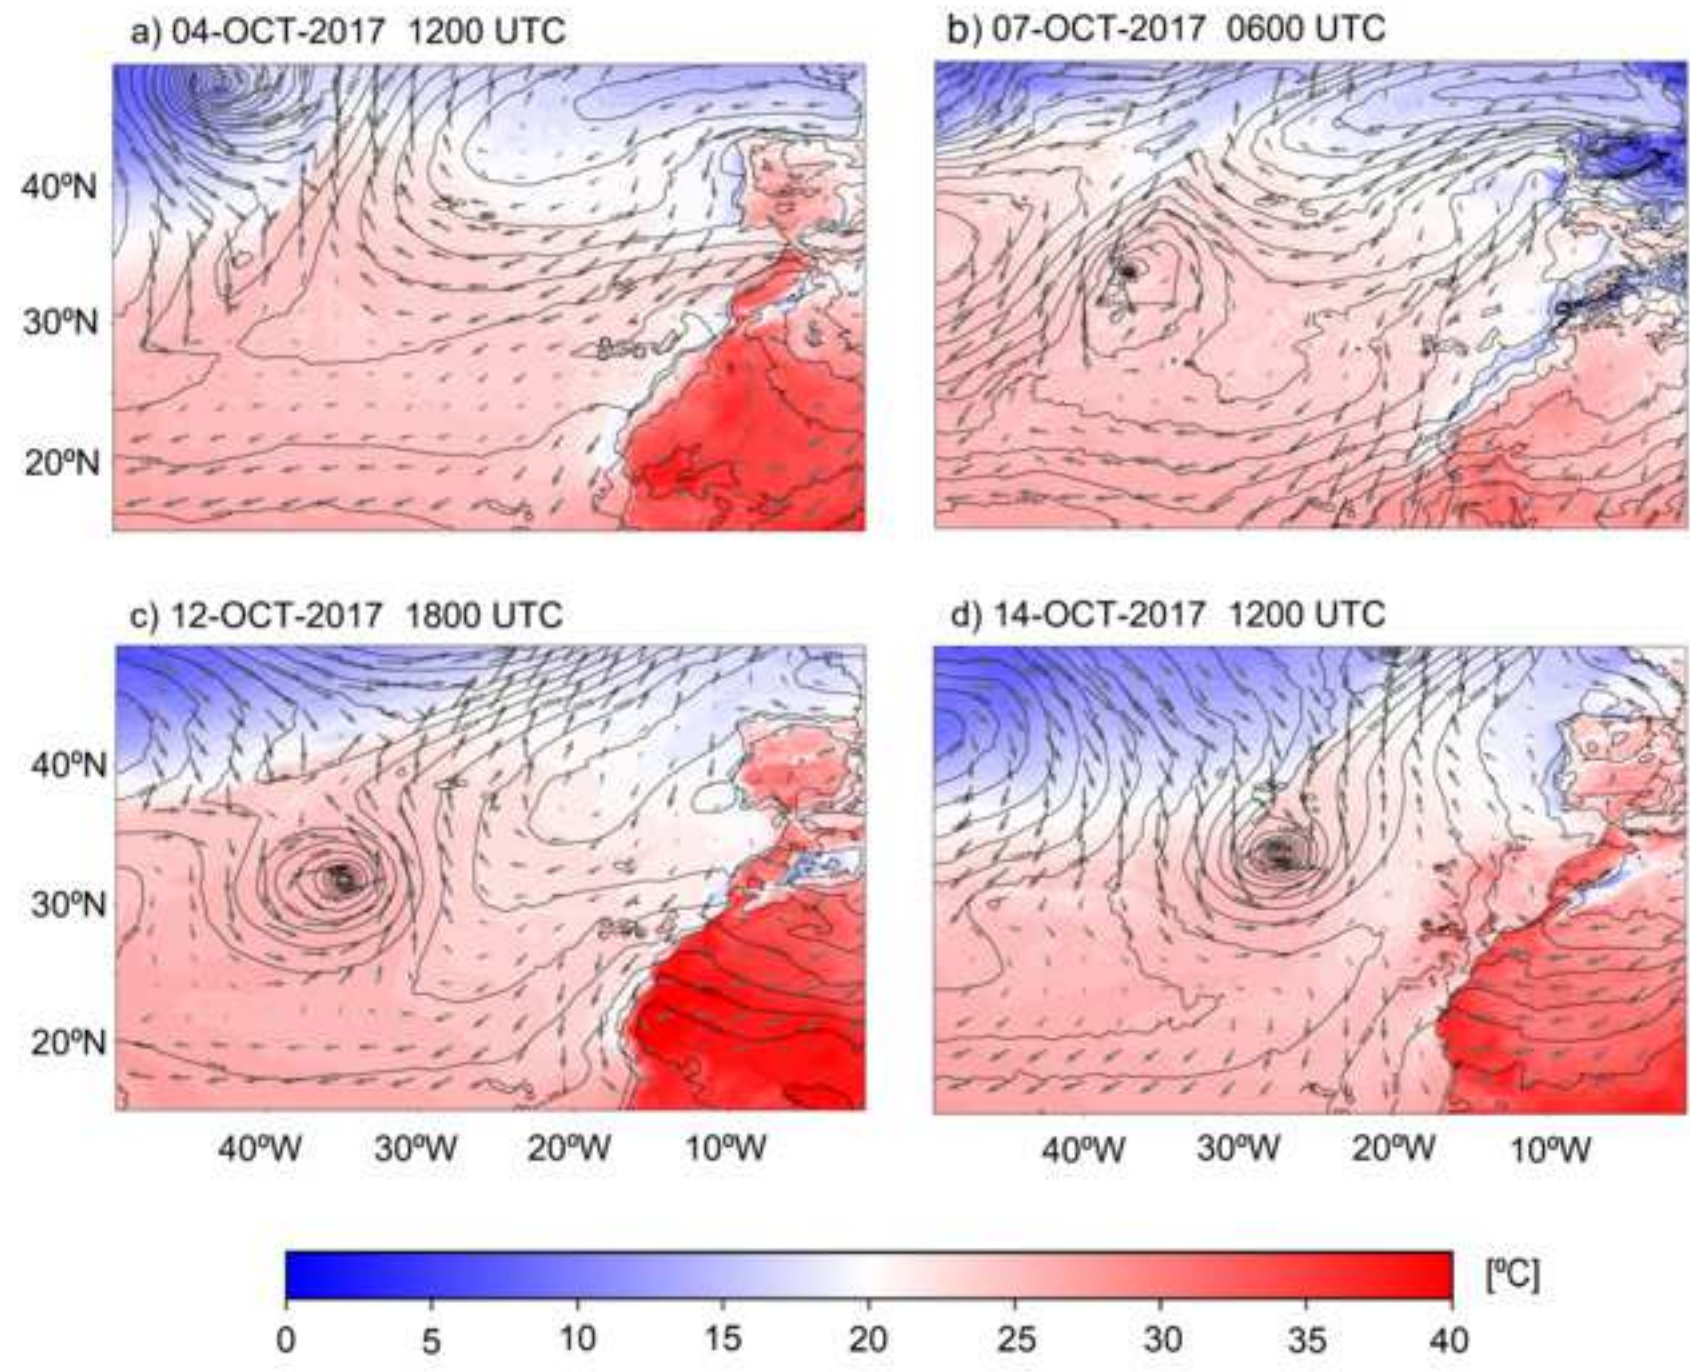 a) 04-OCT-2017 1200 UTC
b) 07-OCT-2017 0600 UTC
40ºN
30ºN
20ºN
c) 12-OCT-2017 1800 UTC
d) 14-OCT-2017 1200 UTC
40ºN
30ºN
20ºN
40ºW 30ºW 20ºW 10ºW
40ºW 30ºW 20ºW 10ºW
[ºC]
0 5 10 15 20 25 30 35 40